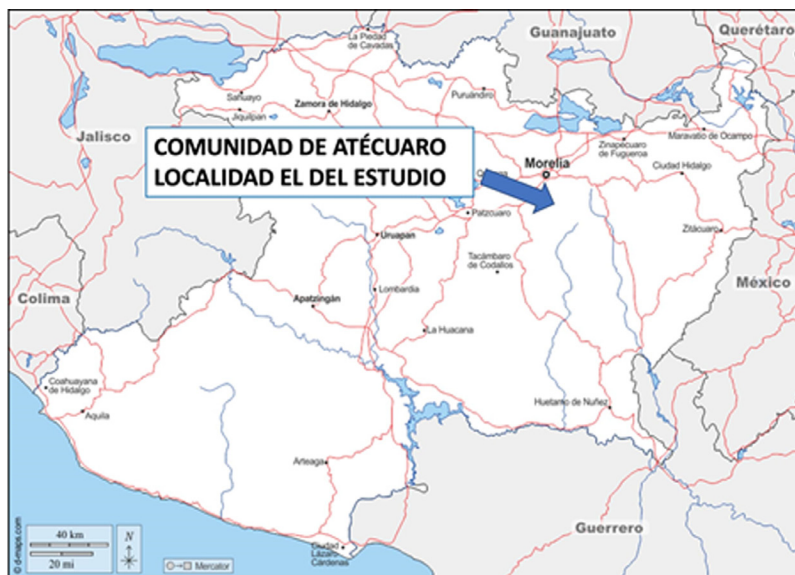 La Piedad
de Cavadas
Guanajuato
Querétaro
Sahuayo
Jiquilpan
Zamora de Hidalgo
Puruándiro
Jalisco
COMUNIDAD DE ATÉCUARO
LOCALIDAD EL DEL ESTUDIO
Maravatío de Ocampo
Zinapécuaro
de Figueroa
Morelia
Ciudad Hidalgo
Pátzcuaro
Zitácuaro
Uruapan
Tacámbaro
de Codallos
México
Colima
Lombardia
Apatzingán
La Huacana
Coahuayana
de Hidalgo
Aquila
Huetamo de Nuñez
Arteaga
Guerrero
Ciudad
Lázaro
Cárdenas
40 km
20 mi
N
Mercator
© d-maps.com